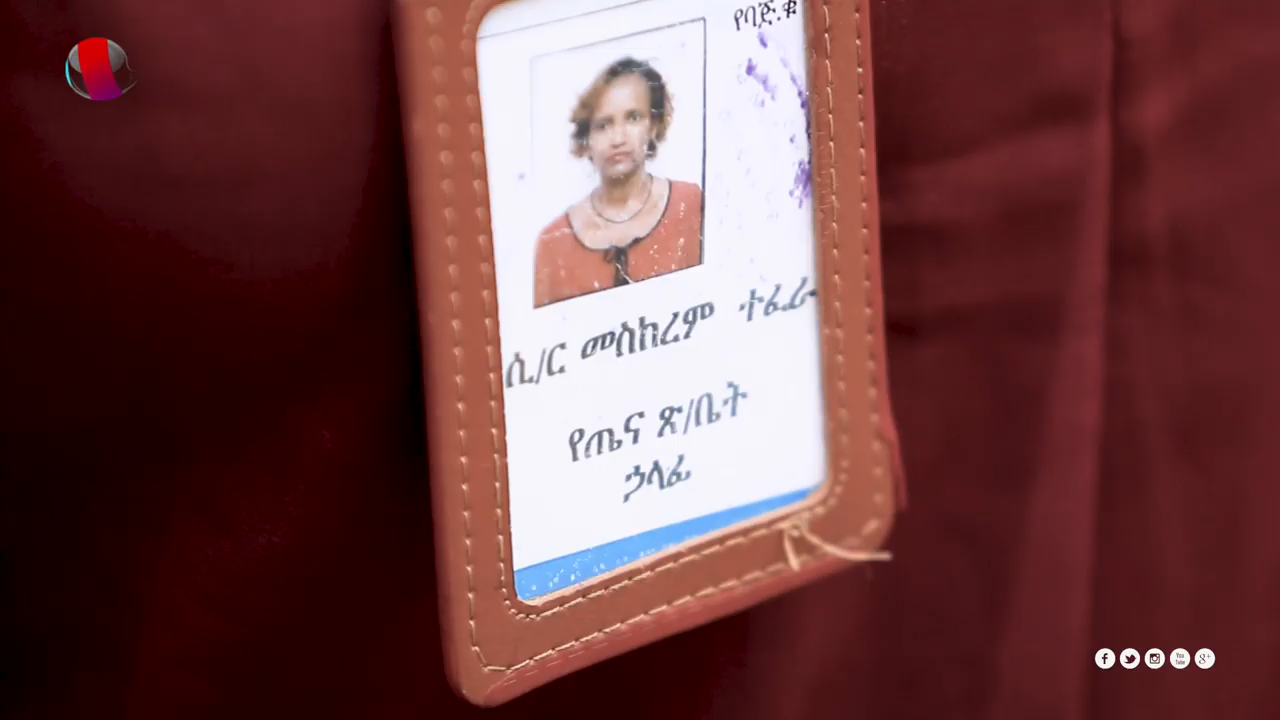 የባጅ.ቁ
ሲ/ር መስከረም ተፈራ
የጤና ጽ/ቤት
ኃላፊ